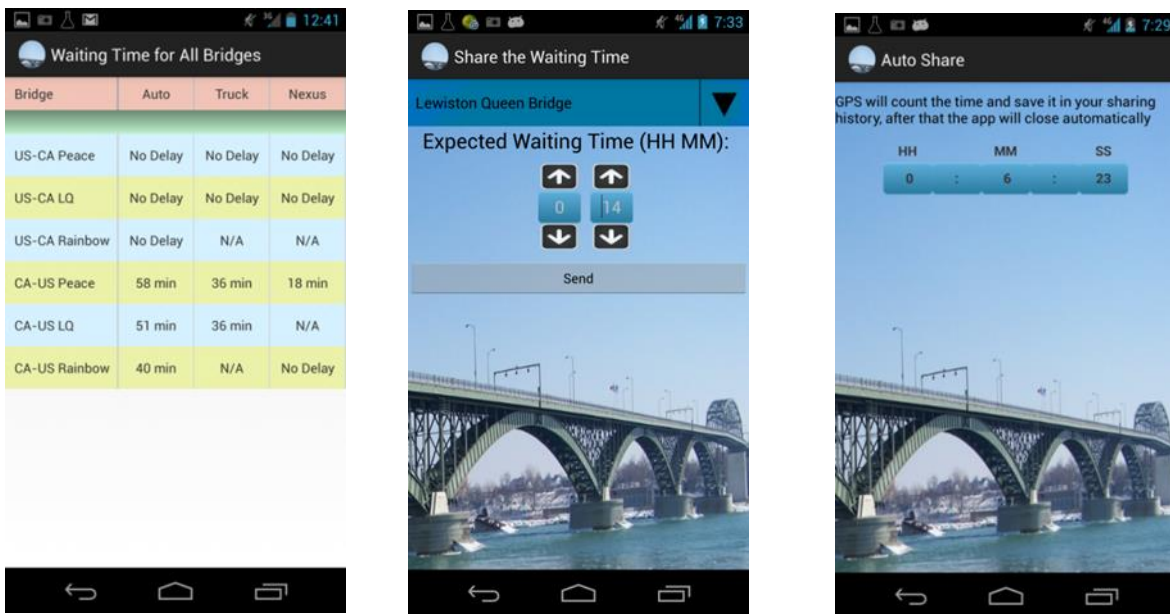 3G 12:41
Waiting Time for All Bridges
Bridge Auto Truck Nexus
US-CA Peace No Delay No Delay No Delay
US-CA LQ No Delay No Delay No Delay
US-CA Rainbow No Delay N/A N/A
CA-US Peace 58 min 36 min 18 min
CA-US LQ 51 min 36 min N/A
CA-US Rainbow 40 min N/A No Delay
4G 7:33
Share the Waiting Time
Lewiston Queen Bridge
Expected Waiting Time (HH MM):
0 14
Send
4G 7:29
Auto Share
GPS will count the time and save it in your sharing
history, after that the app will close automatically
HH MM SS
0 : 6 : 23